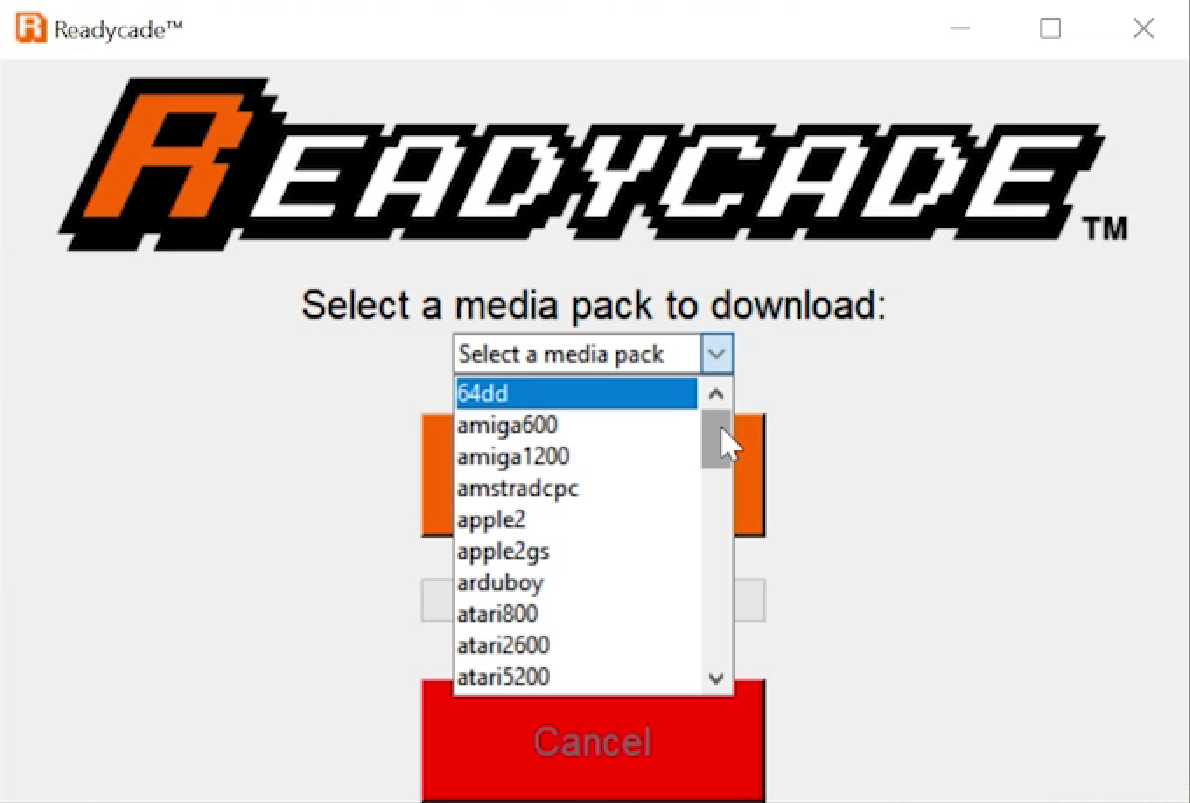 Readycade™
READYCADE™
Select a media pack to download:
Select a media pack
64dd
amiga600
amiga1200
amstradcpc
apple2
apple2gs
arduboy
atari800
atari2600
atari5200
Cancel